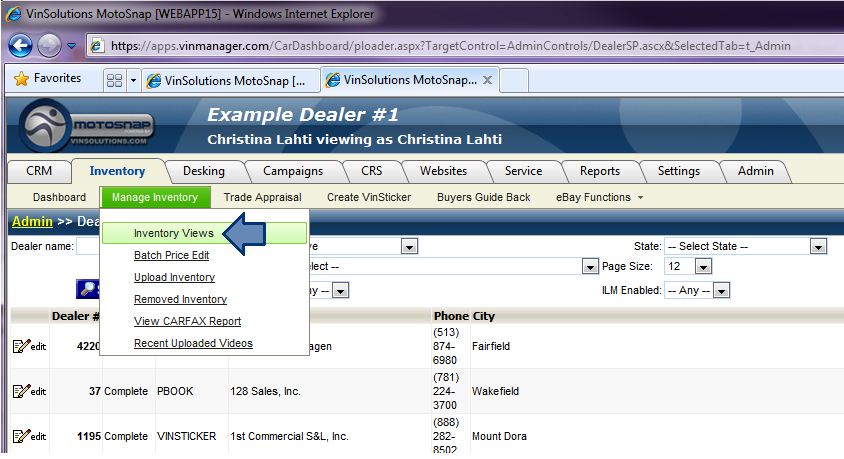 VinSolutions MotoSnap [WEBAPP15] - Windows Internet Explorer
https://apps.vinmanager.com/CarDashboard/ploader.aspx?TargetControl=AdminControls/DealerSP.ascx&SelectedTab=t_Admin
Favorites VinSolutions MotoSnap [... VinSolutions MotoSnap... X
MOTOSNAP
VINSOLUTIONS.COM
Example Dealer #1
Christina Lahti viewing as Christina Lahti
CRM Inventory Desking Campaigns CRS Websites Service Reports Settings Admin
Dashboard Manage Inventory Trade Appraisal Create VinSticker Buyers Guide Back eBay Functions
Admin >> Dea
Inventory Views
Batch Price Edit
Upload Inventory
Removed Inventory
View CARFAX Report
Recent Uploaded Videos
Dealer name: State: -- Select State --
lect -- Page Size: 12
ny -- ILM Enabled: -- Any --
Dealer # Phone City
edit 4220 agen (513) 874-6980 Fairfield
edit 37 Complete PBOOK 128 Sales, Inc. (781) 224-3700 Wakefield
edit 1195 Complete VINSTICKER 1st Commercial S&L, Inc. (888) 282-8502 Mount Dora